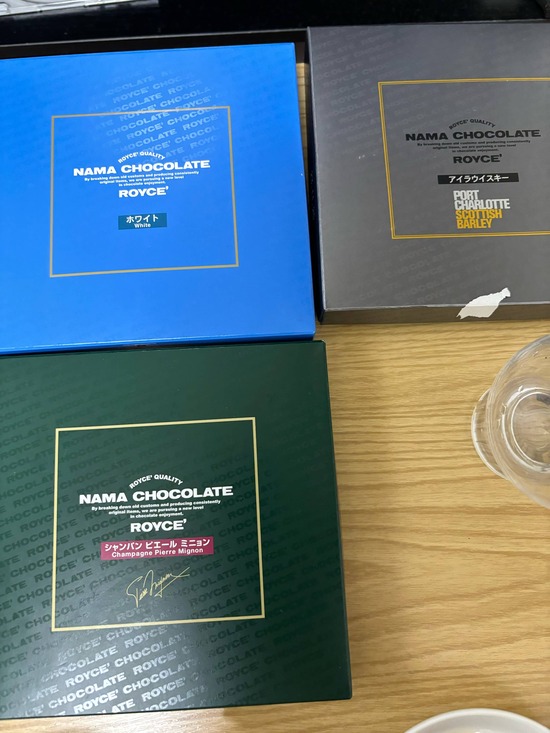 ROYCE' QUALITY
NAMA CHOCOLATE
By breaking down old customs and producing consistently
original items, we are pursuing a new level
in chocolate enjoyment.
ROYCE'
ホワイト
White
ROYCE' QUALITY
NAMA CHOCOLATE
By breaking down old customs and producing consistently
original items, we are pursuing a new level
in chocolate enjoyment.
ROYCE'
アイラウイスキー
PORT
CHARLOTTE
SCOTTISH
BARLEY
ROYCE' QUALITY
NAMA CHOCOLATE
By breaking down old customs and producing consistently
original items, we are pursuing a new level
in chocolate enjoyment.
ROYCE'
シャンパン ピエール ミニョン
Champagne Pierre Mignon
ROYCE' CHOCOLATE ROYCE' CHOCOLATE